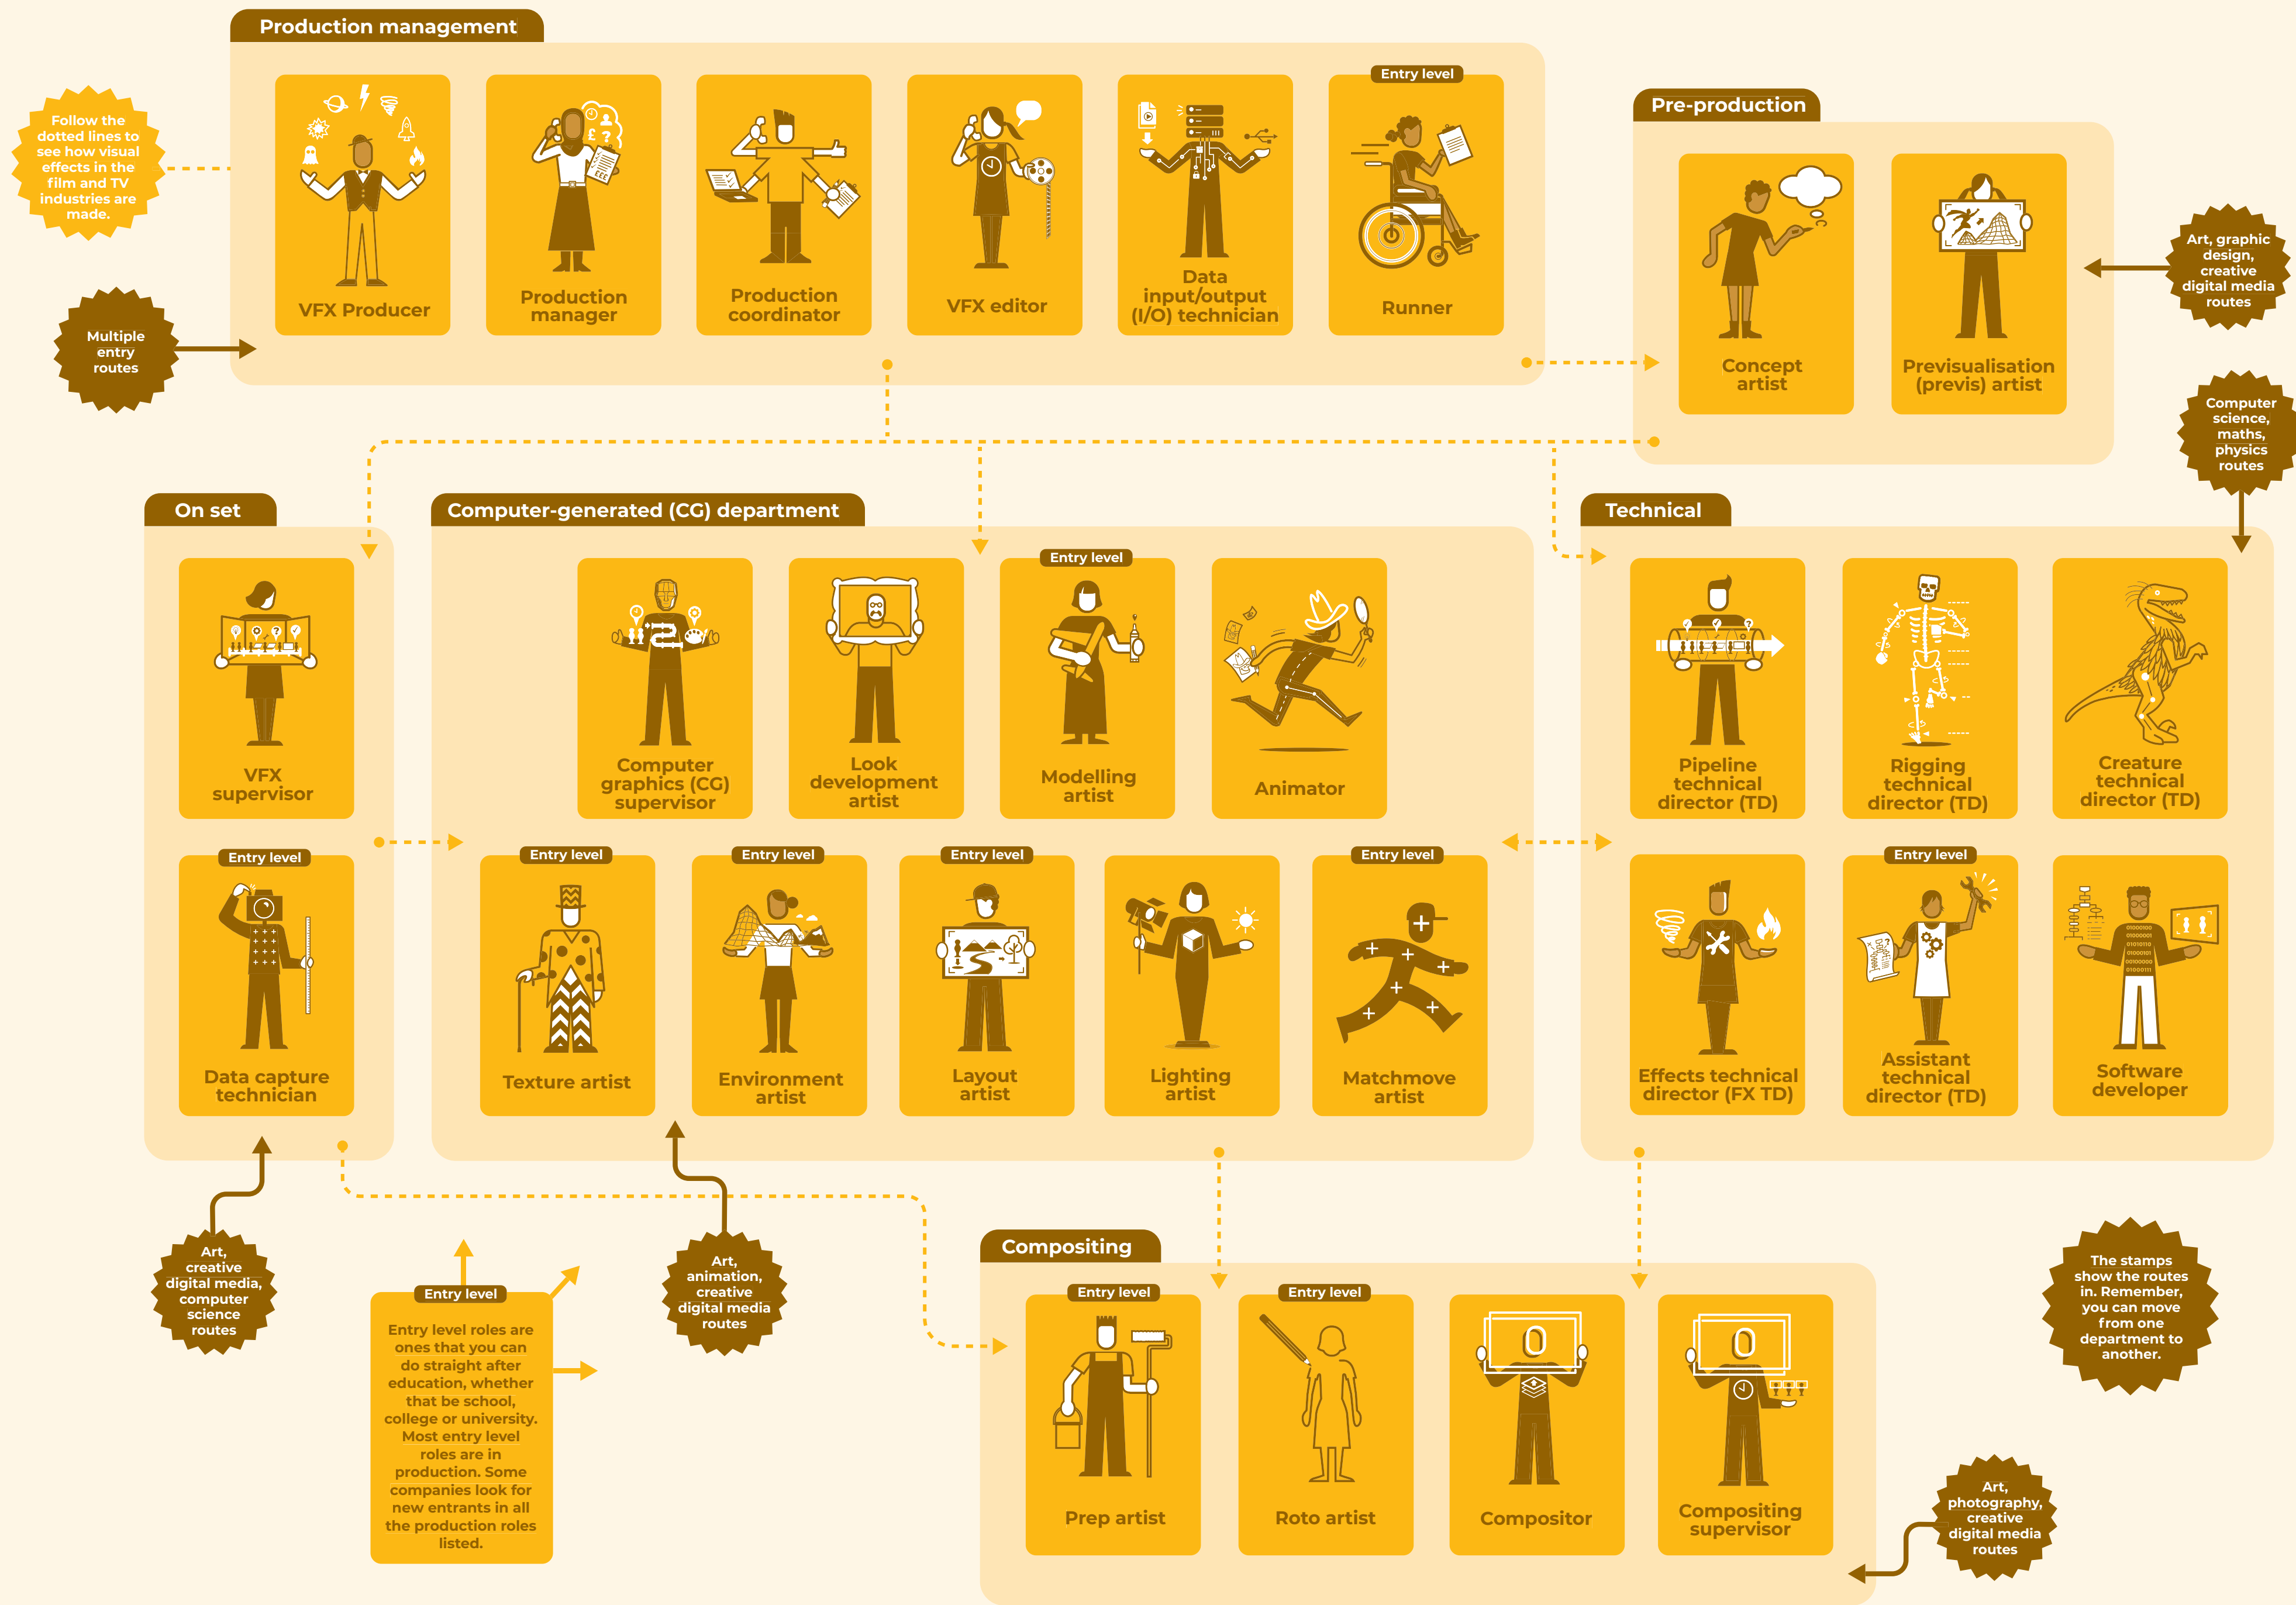 Production management
Follow the
dotted lines to
see how visual
effects in the
film and TV
industries are
made.
Multiple
entry
routes
VFX Producer
£
?
£££
Production
manager
Production
coordinator
VFX editor
Data
input/output
(I/O) technician
Entry level
Runner
Pre-production
Concept
artist
Previsualisation
(previs) artist
Art, graphic
design,
creative
digital media
routes
Computer
science,
maths,
physics
routes
On set
?
VFX
supervisor
Entry level
Data capture
technician
Art,
creative
digital media,
computer
science
routes
Computer-generated (CG) department
Computer
graphics (CG)
supervisor
Look
development
artist
Entry level
Modelling
artist
Animator
Entry level
Texture artist
Entry level
Environment
artist
Entry level
Layout
artist
Lighting
artist
Entry level
Matchmove
artist
Art,
animation,
creative
digital media
routes
Technical
?
Pipeline
technical
director (TD)
Rigging
technical
director (TD)
Creature
technical
director (TD)
Effects technical
director (FX TD)
Entry level
?
Assistant
technical
director (TD)
01000100
01000001
01010110
01000101
00100000
01000111
Software
developer
Entry level
Entry level roles are
ones that you can
do straight after
education, whether
that be school,
college or university.
Most entry level
roles are in
production. Some
companies look for
new entrants in all
the production roles
listed.
Compositing
Entry level
Prep artist
Entry level
Roto artist
0
Compositor
0
Compositing
supervisor
The stamps
show the routes
in. Remember,
you can move
from one
department to
another.
Art,
photography,
creative
digital media
routes